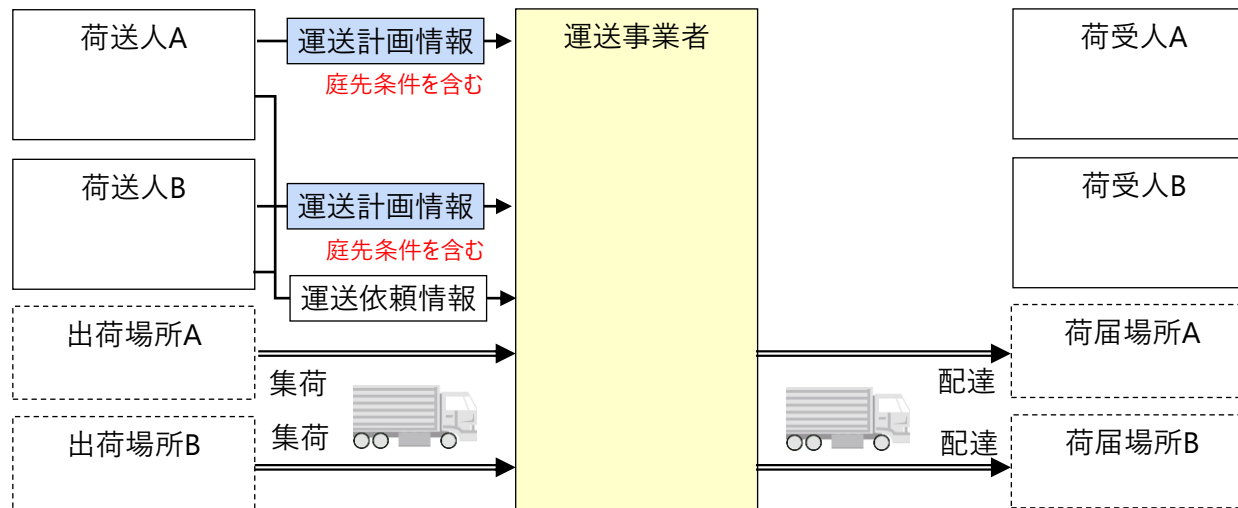 荷送人A
運送計画情報
運送事業者
荷受人A
庭先条件を含む
荷送人B
運送計画情報
荷受人B
庭先条件を含む
運送依頼情報
出荷場所A
荷届場所A
集荷
配達
出荷場所B
集荷
配達
荷届場所B